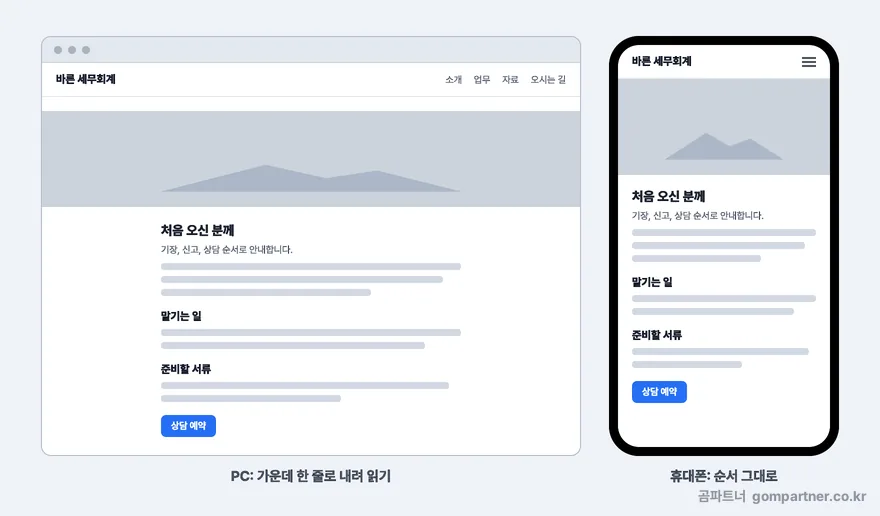 바른 세무회계
소개 업무 자료 오시는 길
처음 오신 분께
기장, 신고, 상담 순서로 안내합니다.
맡기는 일
준비할 서류
상담 예약
PC: 가운데 한 줄로 내려 읽기
바른 세무회계
처음 오신 분께
기장, 신고, 상담 순서로 안내합니다.
맡기는 일
준비할 서류
상담 예약
휴대폰: 순서 그대로
곰파트너 gompartner.co.kr